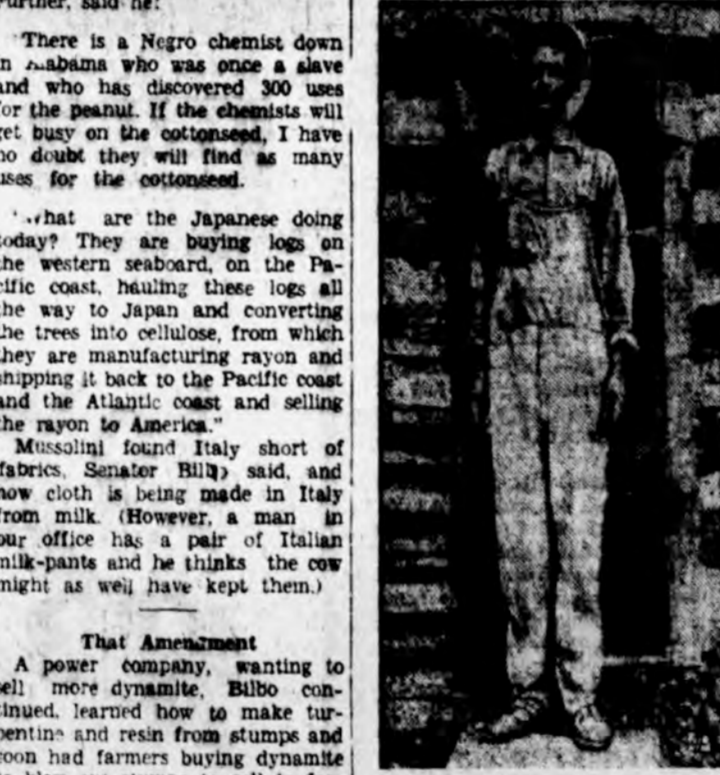 Further, said he:
There is a Negro chemist down
in Alabama who was once a slave
and who has discovered 300 uses
for the peanut. If the chemists will
get busy on the cottonseed, I have
no doubt they will find as many
uses for the cottonseed.
"What are the Japanese doing
today? They are buying logs on
the western seaboard, on the Pa-
cific coast, hauling these logs all
the way to Japan and converting
the trees into cellulose, from which
they are manufacturing rayon and
shipping it back to the Pacific coast
and the Atlantic coast and selling
the rayon to America."
Mussolini found Italy short of
fabrics, Senator Bilbo said, and
now cloth is being made in Italy
from milk. (However, a man in
our office has a pair of Italian
milk-pants and he thinks the cow
might as well have kept them.)
That Amendment
A power company, wanting to
sell more dynamite, Bilbo con-
tinued, learned how to make tur-
pentine and resin from stumps and
soon had farmers buying dynamite